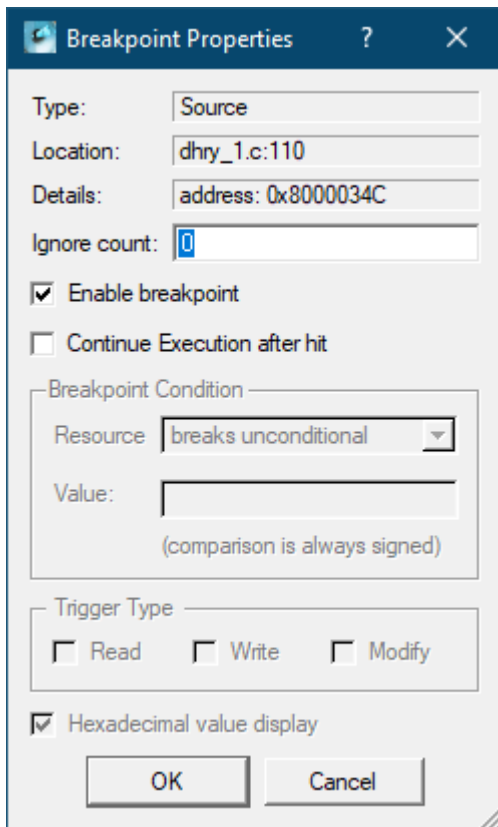 Breakpoint Properties ? ×
Type: Source
Location: dhry_1.c:110
Details: address: 0x8000034C
Ignore count: 0
Enable breakpoint
Continue Execution after hit
Breakpoint Condition
Resource breaks unconditional
Value:
(comparison is always signed)
Trigger Type
Read Write Modify
Hexadecimal value display
OK Cancel